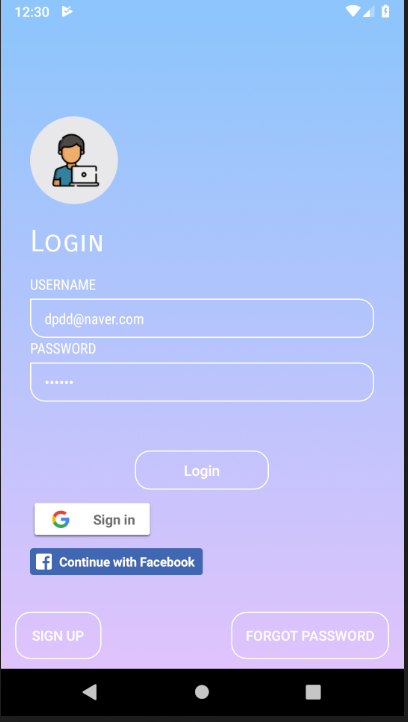 12:30
Login
USERNAME
dpdd@naver.com
PASSWORD
••••••
Login
Sign in
Continue with Facebook
SIGN UP
FORGOT PASSWORD